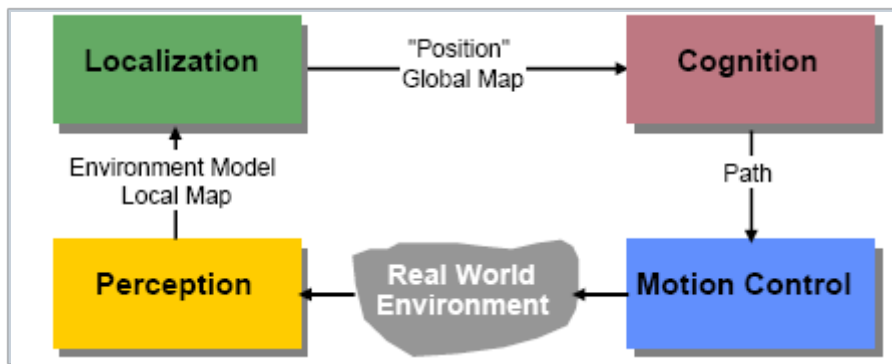 Localization
"Position"
Global Map
Cognition
Environment Model
Local Map
Path
Perception
Real World
Environment
Motion Control